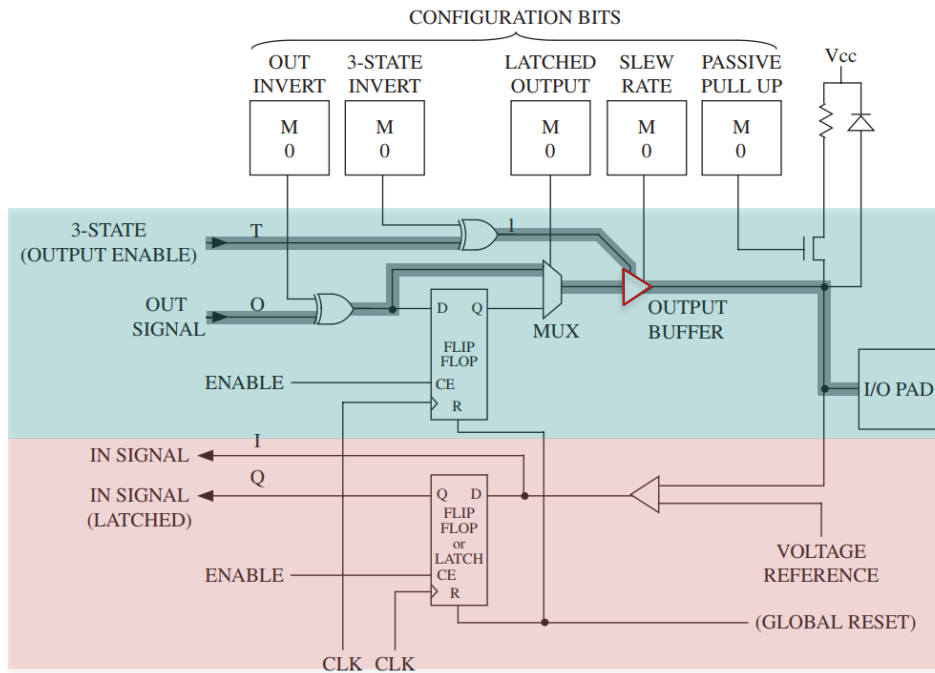 CONFIGURATION BITS
OUT
INVERT
3-STATE
INVERT
LATCHED
OUTPUT
SLEW
RATE
PASSIVE
PULL UP
Vcc
M
0
M
0
M
0
M
0
M
0
3-STATE
(OUTPUT ENABLE)
T
1
OUT
SIGNAL
O
D
Q
FLIP
FLOP
CE
R
MUX
OUTPUT
BUFFER
ENABLE
I/O PAD
IN SIGNAL
I
IN SIGNAL
(LATCHED)
Q
Q
D
FLIP
FLOP
or
LATCH
CE
R
VOLTAGE
REFERENCE
ENABLE
(GLOBAL RESET)
CLK
CLK